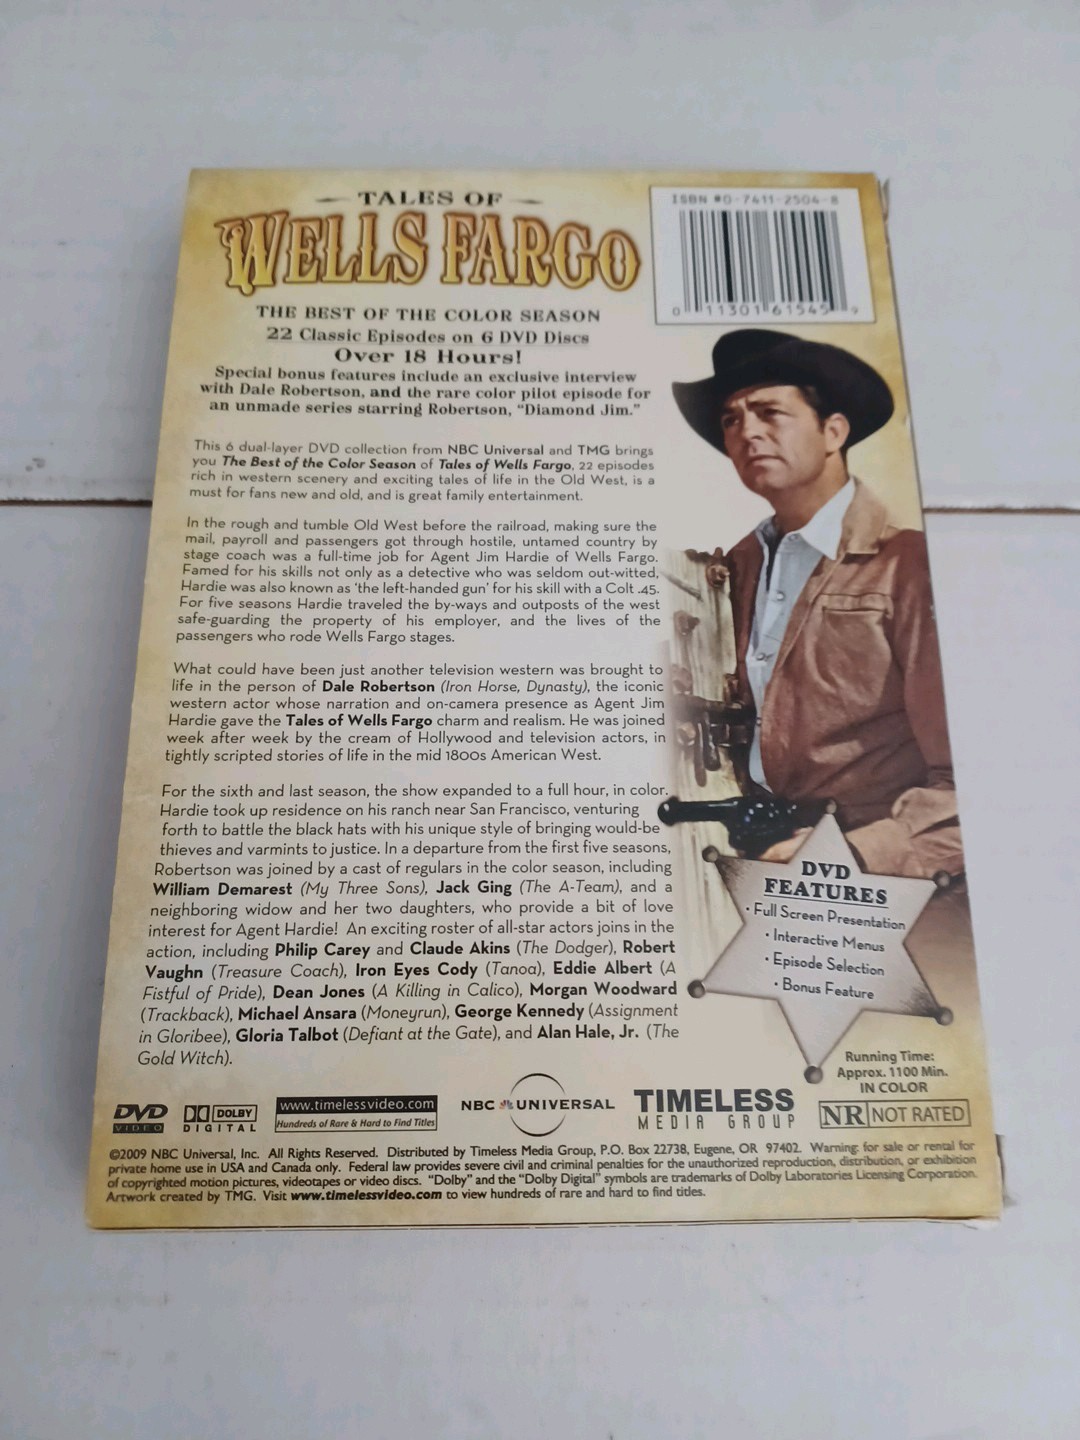 TALES OF
WELLS FARGO
ISBN #0-7411-2504-8
0 11301 61545 9
THE BEST OF THE COLOR SEASON
22 Classic Episodes on 6 DVD Discs
Over 18 Hours!
Special bonus features include an exclusive interview
with Dale Robertson, and the rare color pilot episode for
an unmade series starring Robertson, "Diamond Jim."
This 6 dual-layer DVD collection from NBC Universal and TMG brings
you The Best of the Color Season of Tales of Wells Fargo, 22 episodes
rich in western scenery and exciting tales of life in the Old West, is a
must for fans new and old, and is great family entertainment.
In the rough and tumble Old West before the railroad, making sure the
mail, payroll and passengers got through hostile, untamed country by
stage coach was a full-time job for Agent Jim Hardie of Wells Fargo.
Famed for his skills not only as a detective who was seldom out-witted,
Hardie was also known as 'the left-handed gun' for his skill with a Colt .45.
For five seasons Hardie traveled the by-ways and outposts of the west
safe-guarding the property of his employer, and the lives of the
passengers who rode Wells Fargo stages.
What could have been just another television western was brought to
life in the person of Dale Robertson (Iron Horse, Dynasty), the iconic
western actor whose narration and on-camera presence as Agent Jim
Hardie gave the Tales of Wells Fargo charm and realism. He was joined
week after week by the cream of Hollywood and television actors, in
tightly scripted stories of life in the mid 1800s American West.
For the sixth and last season, the show expanded to a full hour, in color.
Hardie took up residence on his ranch near San Francisco, venturing
forth to battle the black hats with his unique style of bringing would-be
thieves and varmints to justice. In a departure from the first five seasons,
Robertson was joined by a cast of regulars in the color season, including
William Demarest (My Three Sons), Jack Ging (The A-Team), and a
neighboring widow and her two daughters, who provide a bit of love
interest for Agent Hardie! An exciting roster of all-star actors joins in the
action, including Philip Carey and Claude Akins (The Dodger), Robert
Vaughn (Treasure Coach), Iron Eyes Cody (Tanoa), Eddie Albert (A
Fistful of Pride), Dean Jones (A Killing in Calico), Morgan Woodward
(Trackback), Michael Ansara (Moneyrun), George Kennedy (Assignment
in Gloribee), Gloria Talbot (Defiant at the Gate), and Alan Hale, Jr. (The
Gold Witch).
DVD
FEATURES
• Full Screen Presentation
• Interactive Menus
• Episode Selection
• Bonus Feature
Running Time:
Approx. 1100 Min.
IN COLOR
DVD
VIDEO
DOLBY
DIGITAL
www.timelessvideo.com
Hundreds of Rare & Hard to Find Titles
NBC UNIVERSAL
TIMELESS
MEDIA GROUP
NR NOT RATED
©2009 NBC Universal, Inc. All Rights Reserved. Distributed by Timeless Media Group, P.O. Box 22738, Eugene, OR 97402. Warning: for sale or rental for
private home use in USA and Canada only. Federal law provides severe civil and criminal penalties for the unauthorized reproduction, distribution, or exhibition
of copyrighted motion pictures, videotapes or video discs. "Dolby" and the "Dolby Digital" symbols are trademarks of Dolby Laboratories Licensing Corporation.
Artwork created by TMG. Visit www.timelessvideo.com to view hundreds of rare and hard to find titles.